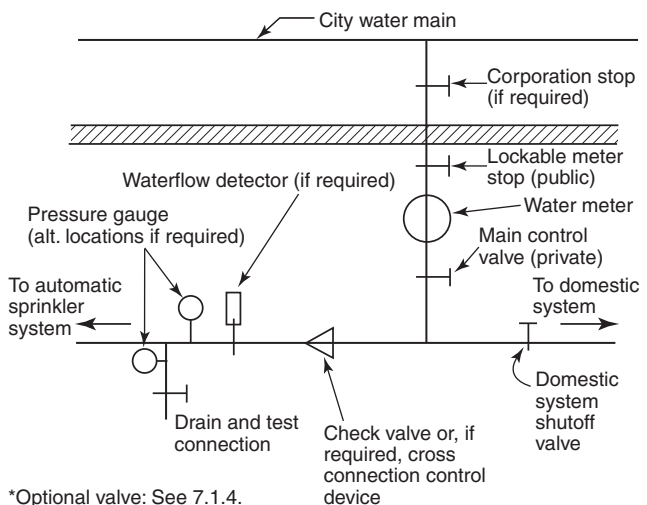 City water main
Corporation stop
(if required)
Lockable meter
stop (public)
Waterflow detector (if required)
Water meter
Pressure gauge
(alt. locations if required)
Main control
valve (private)
To automatic
sprinkler
system
To domestic
system
Domestic
system
shutoff
valve
Drain and test
connection
Check valve or, if
required, cross
connection control
device
*Optional valve: See 7.1.4.